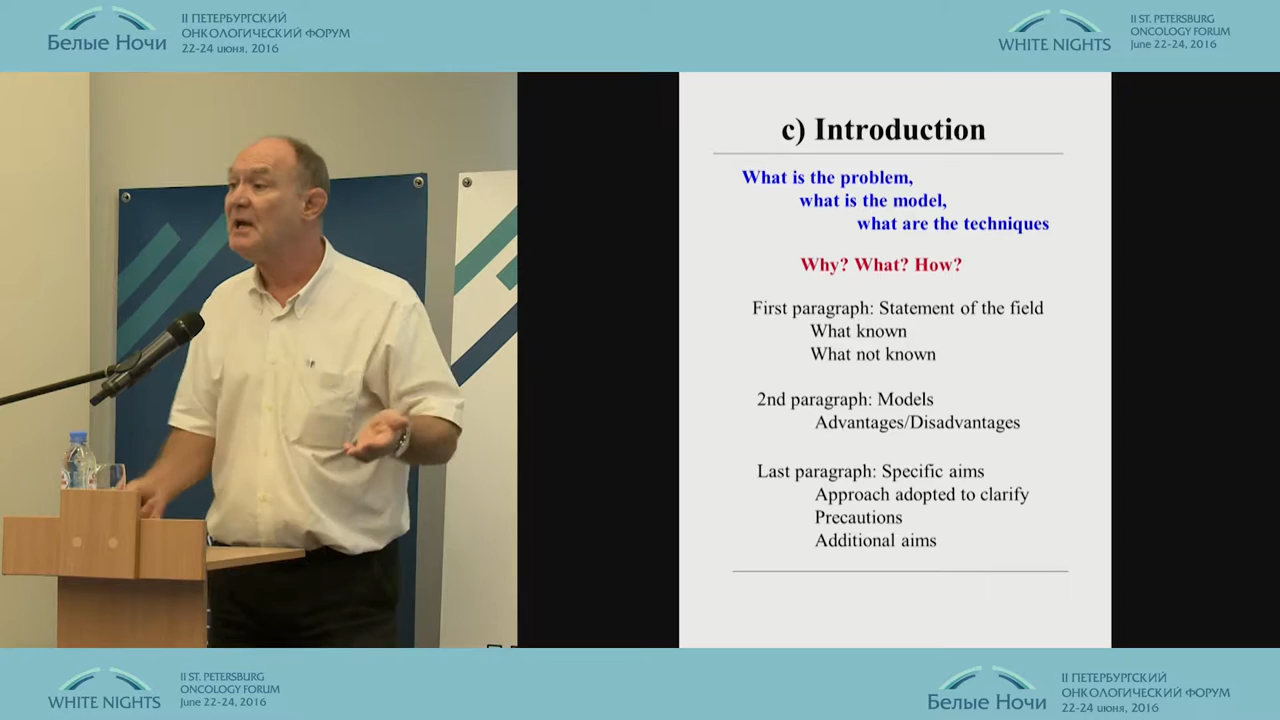 Белые Ночи
II ПЕТЕРБУРГСКИЙ
ОНКОЛОГИЧЕСКИЙ ФОРУМ
22-24 июня, 2016
WHITE NIGHTS
II ST. PETERSBURG
ONCOLOGY FORUM
June 22-24, 2016
c) Introduction
What is the problem,
what is the model,
what are the techniques
Why? What? How?
First paragraph: Statement of the field
What known
What not known
2nd paragraph: Models
Advantages/Disadvantages
Last paragraph: Specific aims
Approach adopted to clarify
Precautions
Additional aims
WHITE NIGHTS
II ST. PETERSBURG
ONCOLOGY FORUM
June 22-24, 2016
Белые Ночи
II ПЕТЕРБУРГСКИЙ
ОНКОЛОГИЧЕСКИЙ ФОРУМ
22-24 июня, 2016